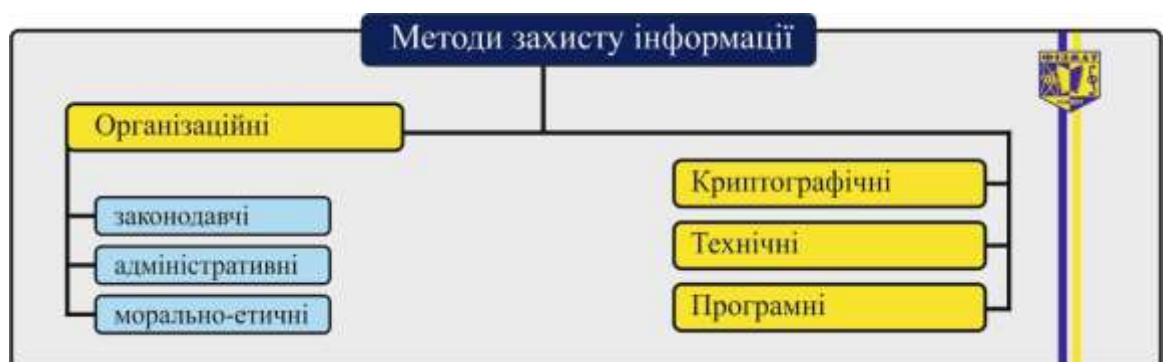 Методи захисту інформації
Організаційні
законодавчі
адміністративні
морально-етичні
Криптографічні
Технічні
Програмні